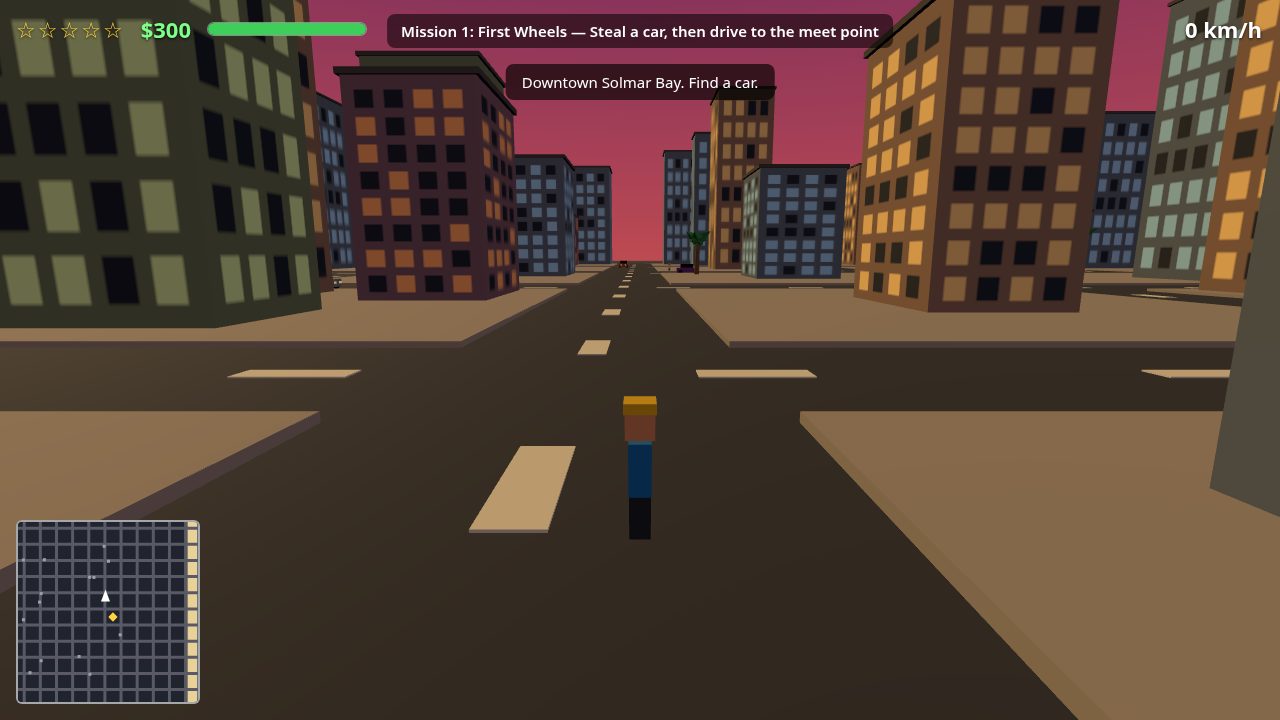 ☆☆☆☆☆ $300
Mission 1: First Wheels — Steal a car, then drive to the meet point
0 km/h
Downtown Solmar Bay. Find a car.